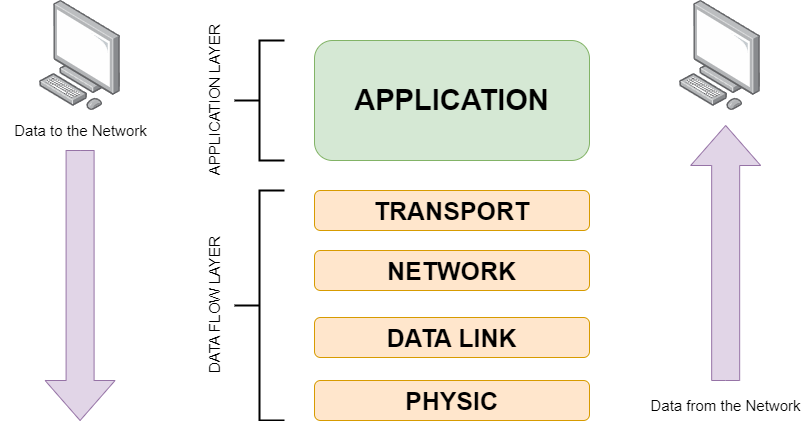 Data to the Network
APPLICATION LAYER
APPLICATION
DATA FLOW LAYER
TRANSPORT
NETWORK
DATA LINK
PHYSIC
Data from the Network